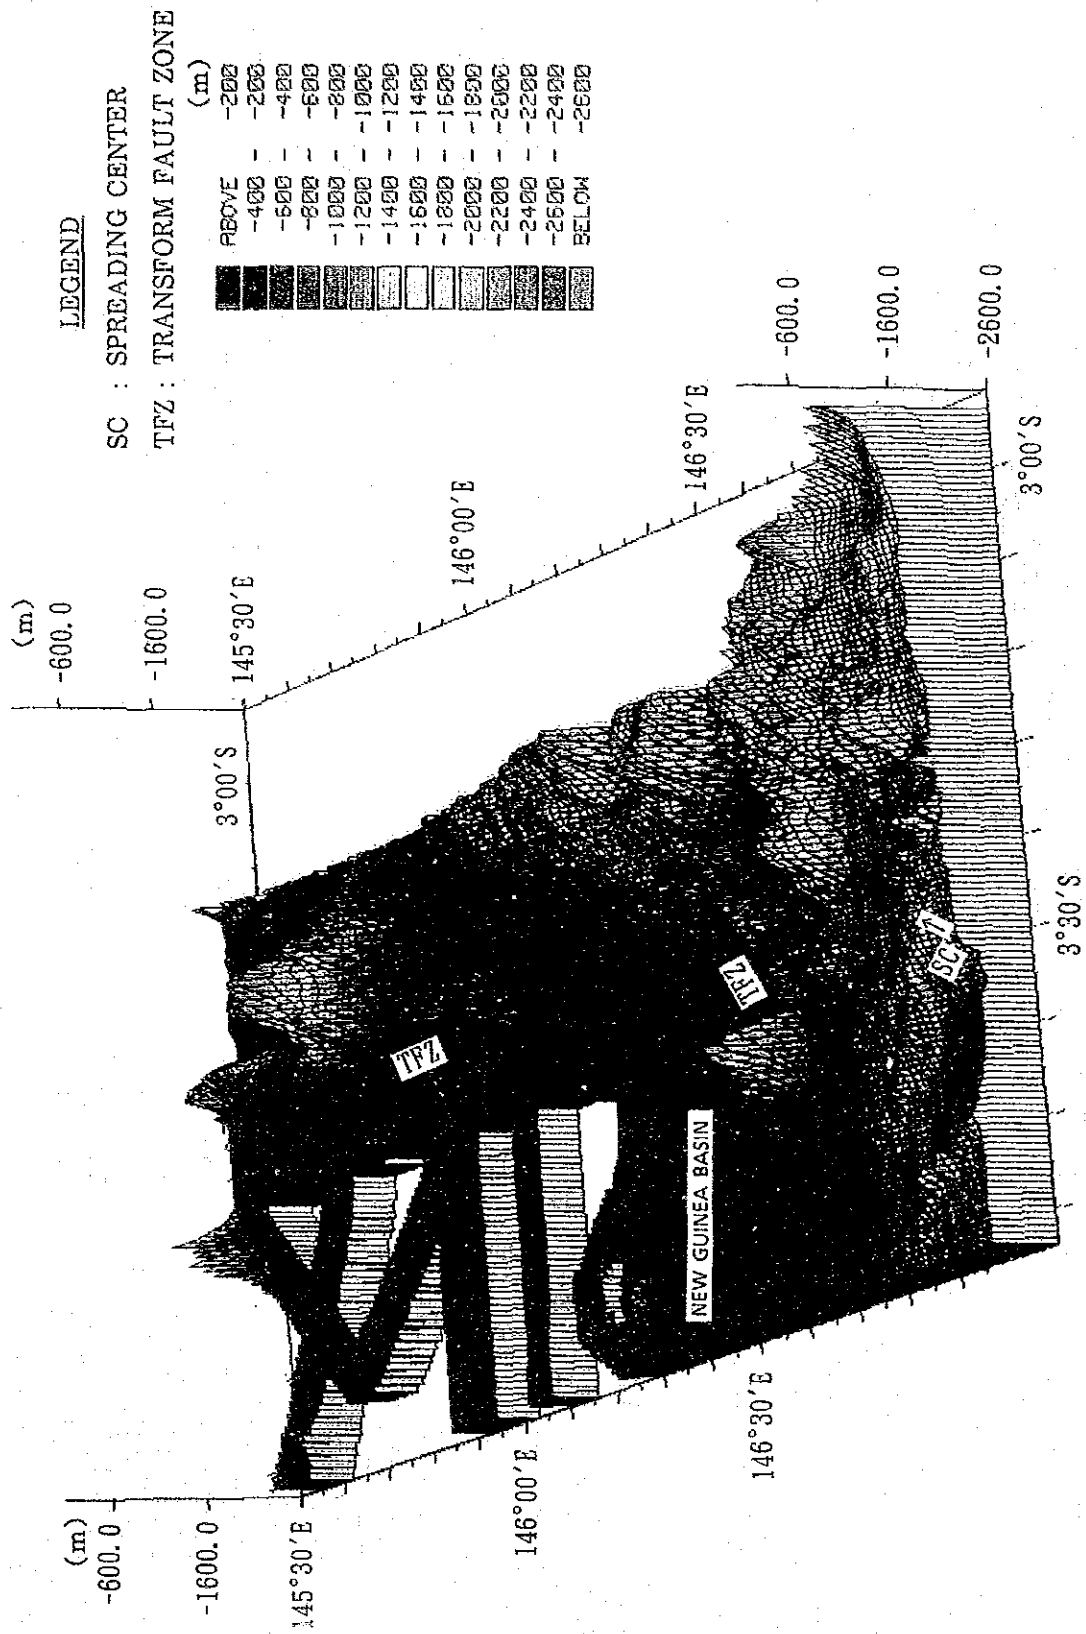 LEGEND
SC : SPREADING CENTER
TFZ : TRANSFORM FAULT ZONE
(m)
ABOVE -200
-400 - -200
-600 - -400
-800 - -600
-1000 - -800
-1200 - -1000
-1400 - -1200
-1600 - -1400
-1800 - -1600
-2000 - -1800
-2200 - -2000
-2400 - -2200
-2600 - -2400
BELOW -2600
(m)
-600.0
-1600.0
145°30'E
3°00'S
146°00'E
146°30'E
-600.0
-1600.0
-2600.0
3°00'S
3°30'S
TFZ
TFZ
SC
NEW GUINEA BASIN
(m)
-600.0
-1600.0
145°30'E
146°00'E
146°30'E